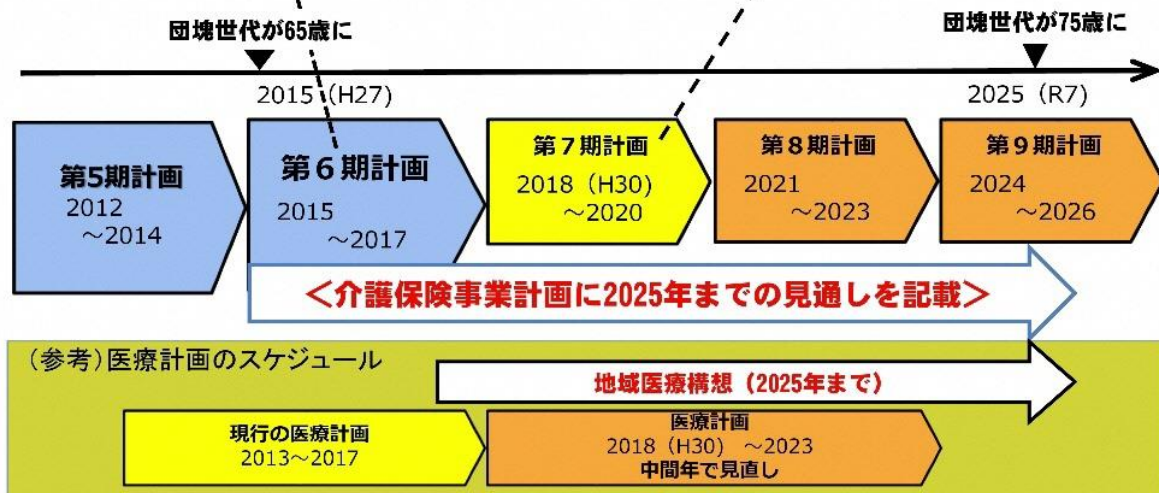 団塊世代が65歳に
団塊世代が75歳に
2015（H27）
2025（R7）
第5期計画
2012
～2014
第６期計画
2015
～2017
第７期計画
2018（H30）
～2020
第８期計画
2021
～2023
第９期計画
2024
～2026
＜介護保険事業計画に2025年までの見通しを記載＞
（参考）医療計画のスケジュール
地域医療構想（2025年まで）
現行の医療計画
2013～2017
医療計画
2018（H30）　～2023
中間年で見直し